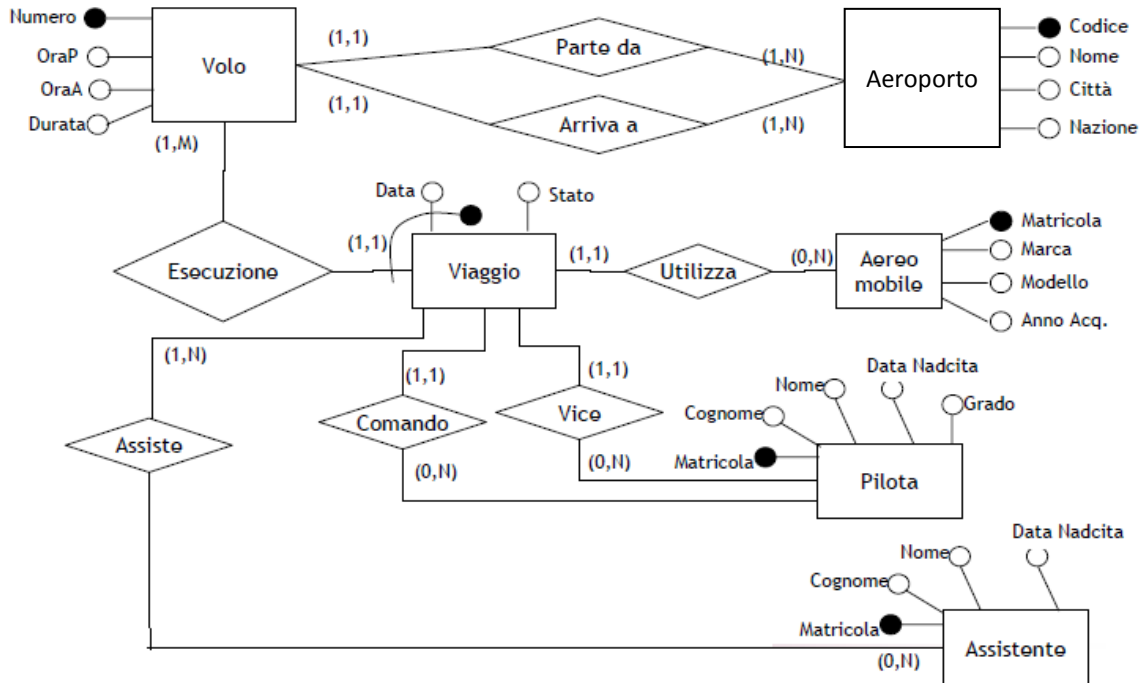 Numero
OraP
OraA
Durata
Volo
(1,1)
(1,1)
Parte da
Arriva a
(1,N)
(1,N)
Aeroporto
Codice
Nome
Città
Nazione
(1,M)
Esecuzione
Data
Stato
(1,1)
Viaggio
(1,1)
Utilizza
(0,N)
Aereo
mobile
Matricola
Marca
Modello
Anno Acq.
(1,N)
(1,1)
(1,1)
Assiste
Comando
Vice
(0,N)
(0,N)
Cognome
Nome
Data Nadcita
Grado
Matricola
Pilota
Cognome
Nome
Data Nadcita
Matricola
Assistente
(0,N)